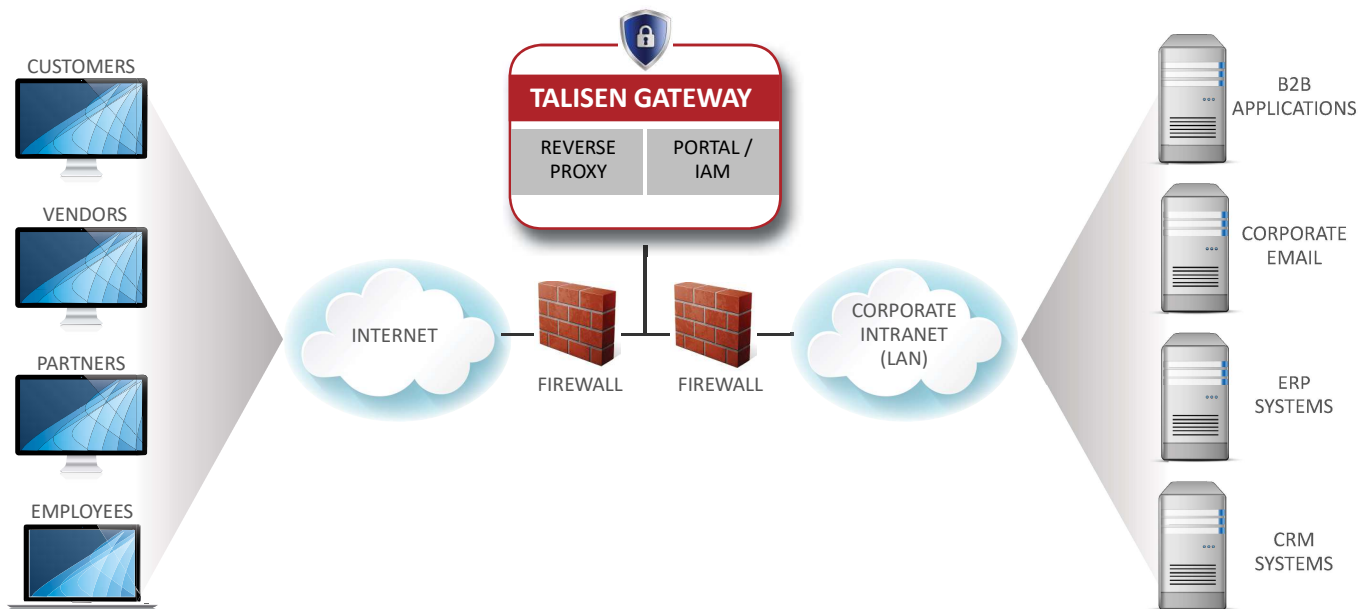 CUSTOMERS
VENDORS
PARTNERS
EMPLOYEES
INTERNET
TALISEN GATEWAY
REVERSE
PROXY
PORTAL /
IAM
FIREWALL
FIREWALL
CORPORATE
INTRANET
(LAN)
B2B
APPLICATIONS
CORPORATE
EMAIL
ERP
SYSTEMS
CRM
SYSTEMS